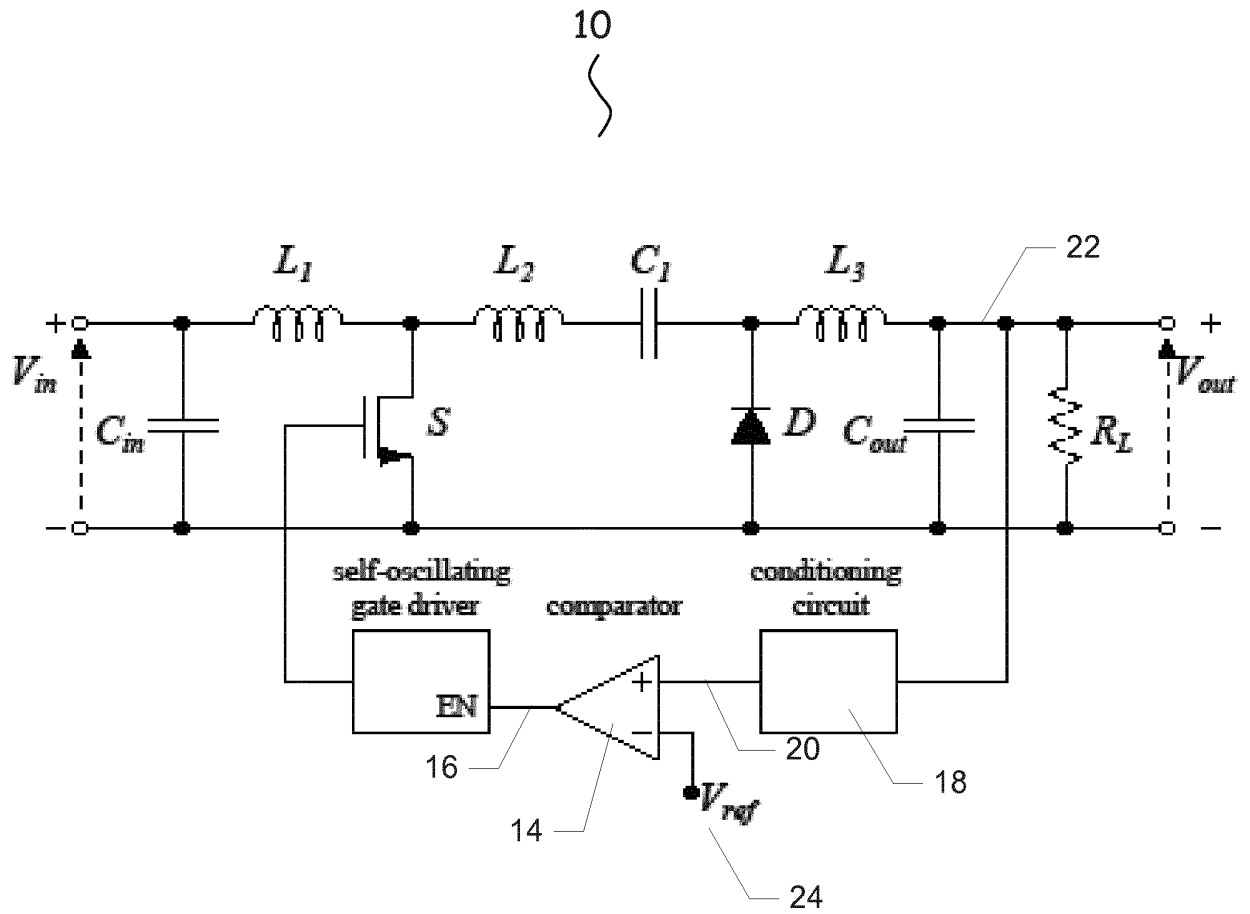 10
22
L1
L2
C1
L3
+
+
Vin
Vout
Cin
S
D
Cout
RL
−
−
self-oscillating
gate driver
comparator
conditioning
circuit
+
EN
−
16
20
18
14
Vref
24